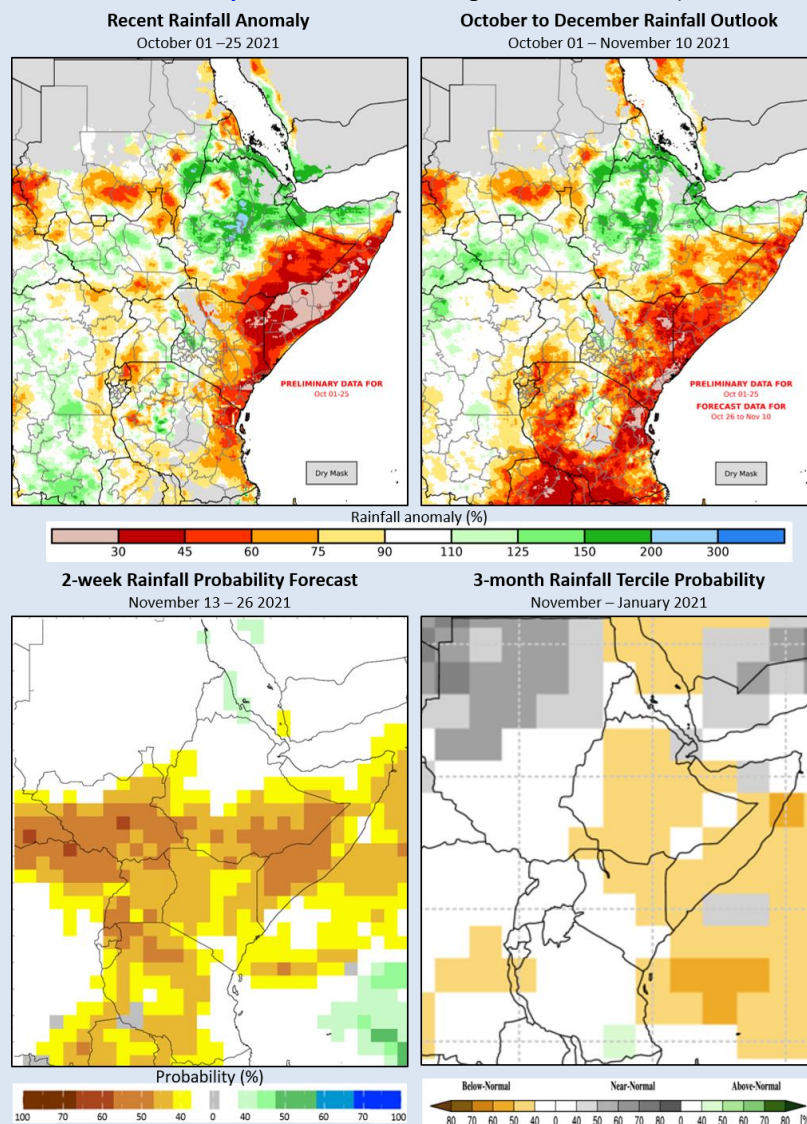 Recent Rainfall Anomaly
October 01 –25 2021
October to December Rainfall Outlook
October 01 – November 10 2021
PRELIMINARY DATA FOR
Oct 01-25
Dry Mask
PRELIMINARY DATA FOR
Oct 01-25
FORECAST DATA FOR
Oct 26 to Nov 10
Dry Mask
Rainfall anomaly (%)
30 45 60 75 90 110 125 150 200 300
2-week Rainfall Probability Forecast
November 13 – 26 2021
3-month Rainfall Tercile Probability
November – January 2021
Probability (%)
100 70 60 50 40 0 40 50 60 70 100
Below-Normal Near-Normal Above-Normal
80 70 60 50 40 0 40 50 60 70 80 0 40 50 60 70 80